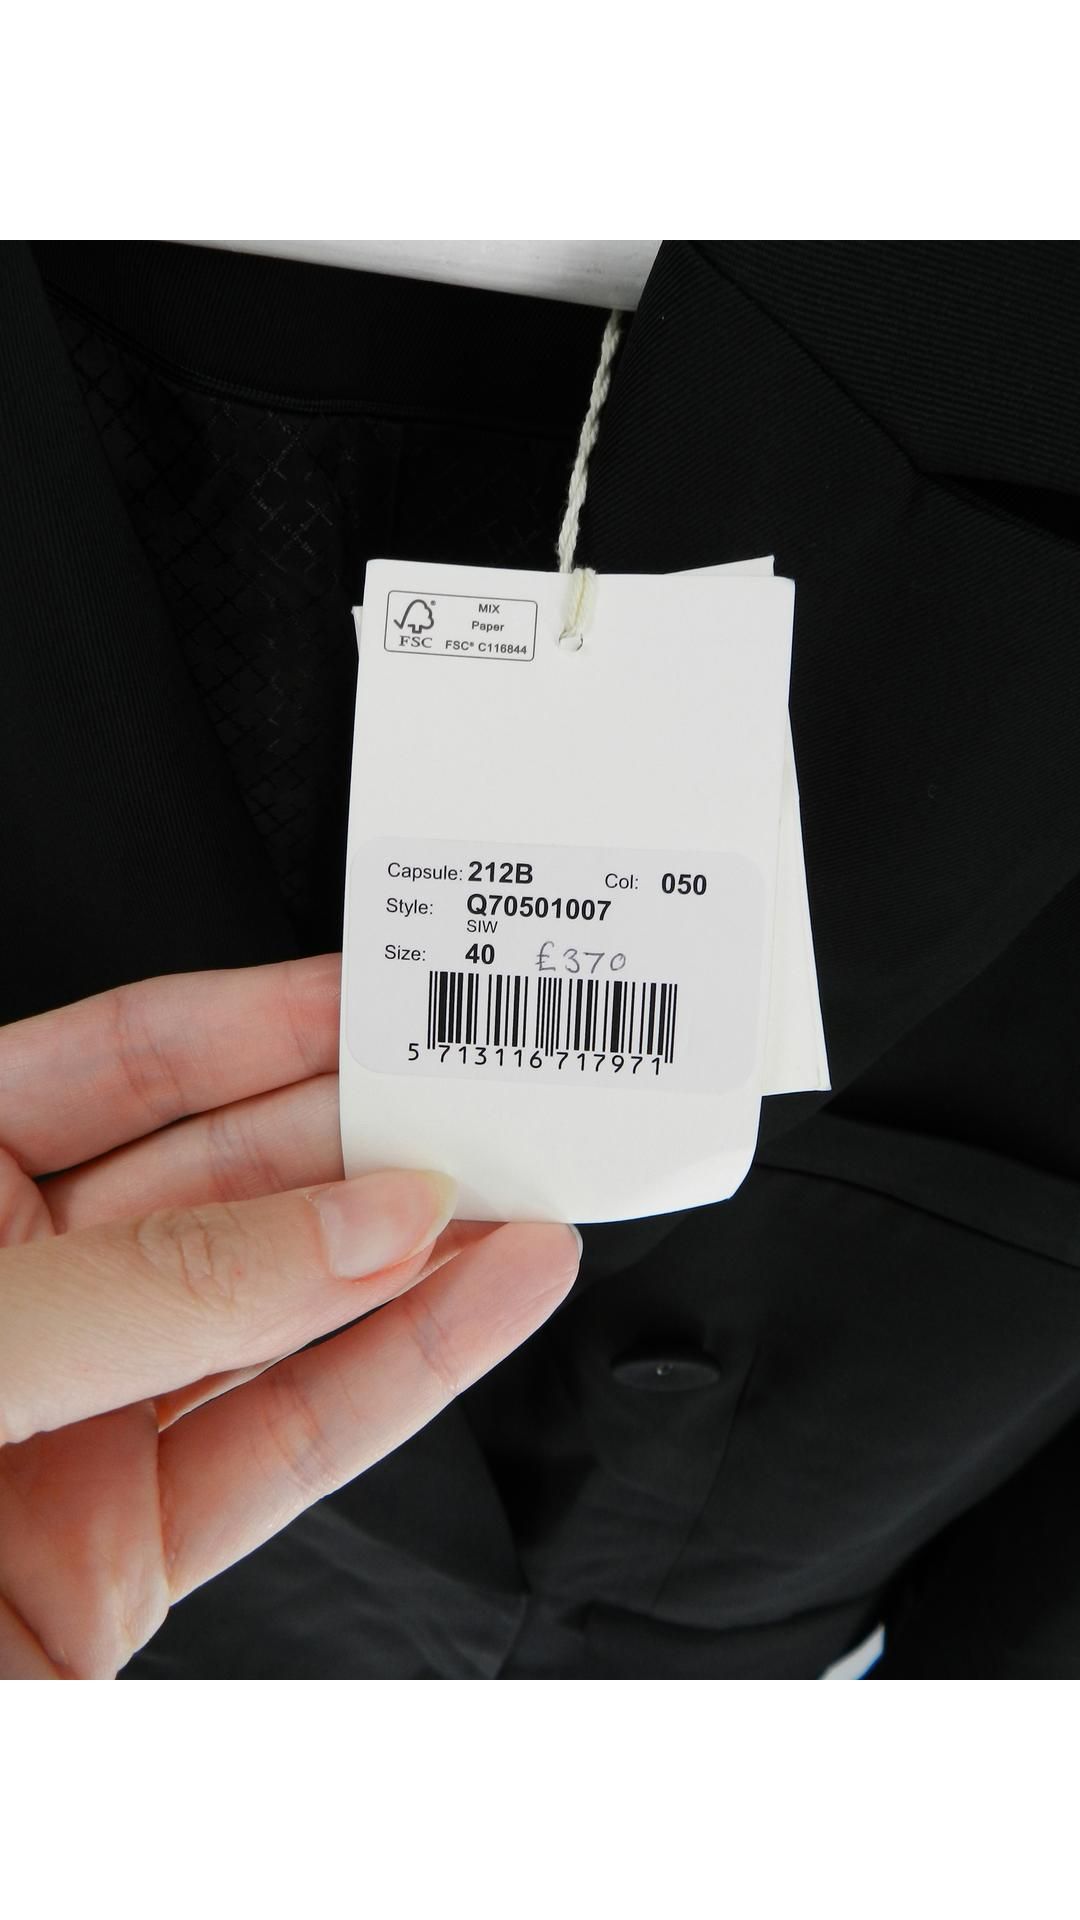 MIX
Paper
FSC® C116844
FSC®
Capsule: 212B Col: 050
Style: Q70501007
SIW
Size: 40 £370
5 713116 717971